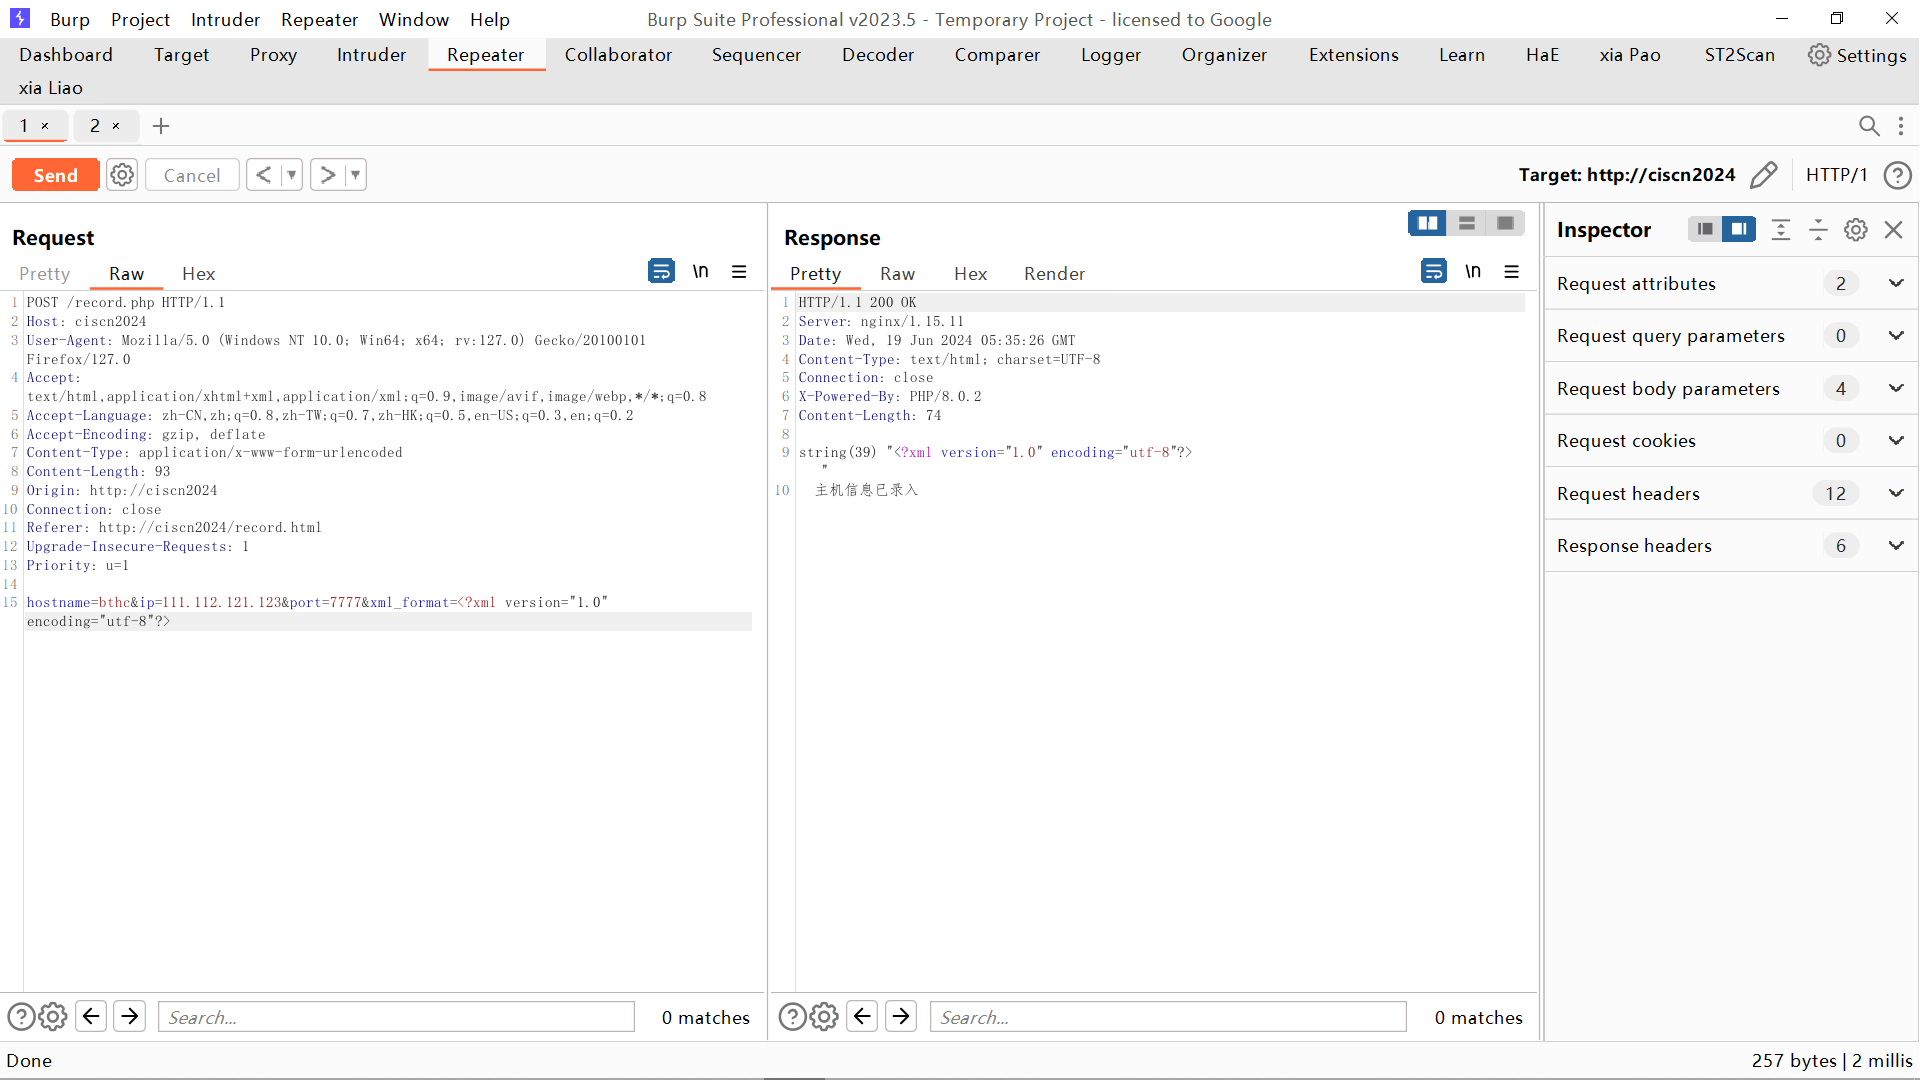 Burp Project Intruder Repeater Window Help Burp Suite Professional v2023.5 - Temporary Project - licensed to Google
Dashboard Target Proxy Intruder Repeater Collaborator Sequencer Decoder Comparer Logger Organizer Extensions Learn HaE xia Pao ST2Scan Settings
xia Liao
1 × 2 × +
Send Cancel < ▼ > ▼ Target: http://ciscn2024 HTTP/1 ?
Request
Pretty Raw Hex \n
1 POST /record.php HTTP/1.1
2 Host: ciscn2024
3 User-Agent: Mozilla/5.0 (Windows NT 10.0; Win64; x64; rv:127.0) Gecko/20100101
Firefox/127.0
4 Accept:
text/html,application/xhtml+xml,application/xml;q=0.9,image/avif,image/webp,*/*;q=0.8
5 Accept-Language: zh-CN,zh;q=0.8,zh-TW;q=0.7,zh-HK;q=0.5,en-US;q=0.3,en;q=0.2
6 Accept-Encoding: gzip, deflate
7 Content-Type: application/x-www-form-urlencoded
8 Content-Length: 93
9 Origin: http://ciscn2024
10 Connection: close
11 Referer: http://ciscn2024/record.html
12 Upgrade-Insecure-Requests: 1
13 Priority: u=1
14
15 hostname=bthc&ip=111.112.121.123&port=7777&xml_format=<?xml version="1.0"
encoding="utf-8"?>
? Search... 0 matches
Response
Pretty Raw Hex Render \n
1 HTTP/1.1 200 OK
2 Server: nginx/1.15.11
3 Date: Wed, 19 Jun 2024 05:35:26 GMT
4 Content-Type: text/html; charset=UTF-8
5 Connection: close
6 X-Powered-By: PHP/8.0.2
7 Content-Length: 74
8
9 string(39) "<?xml version="1.0" encoding="utf-8"?>
"
10 主机信息已录入
? Search... 0 matches
Inspector
Request attributes 2
Request query parameters 0
Request body parameters 4
Request cookies 0
Request headers 12
Response headers 6
Done 257 bytes | 2 millis